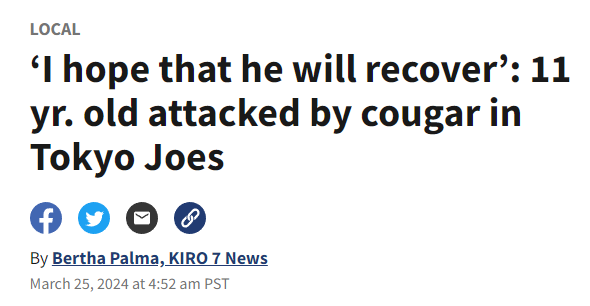 LOCAL
‘I hope that he will recover’: 11
yr. old attacked by cougar in
Tokyo Joes
By Bertha Palma, KIRO 7 News
March 25, 2024 at 4:52 am PST